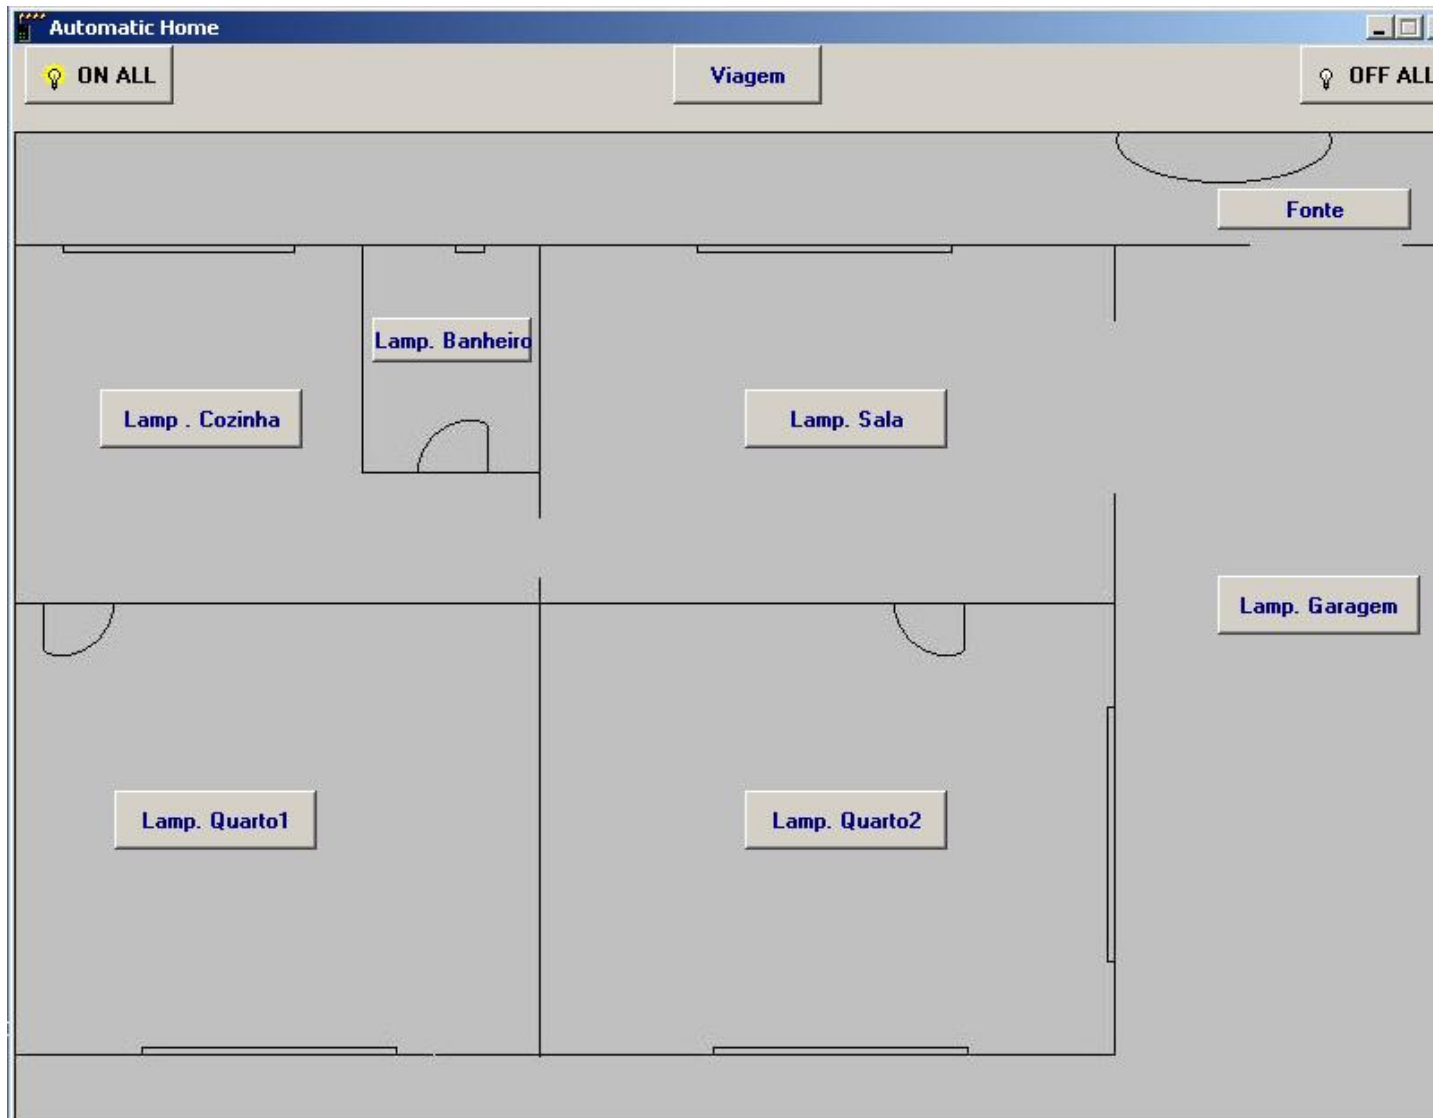 Automatic Home
ON ALL
Viagem
OFF ALL
Fonte
Lamp. Banheiro
Lamp . Cozinha
Lamp. Sala
Lamp. Garagem
Lamp. Quarto1
Lamp. Quarto2